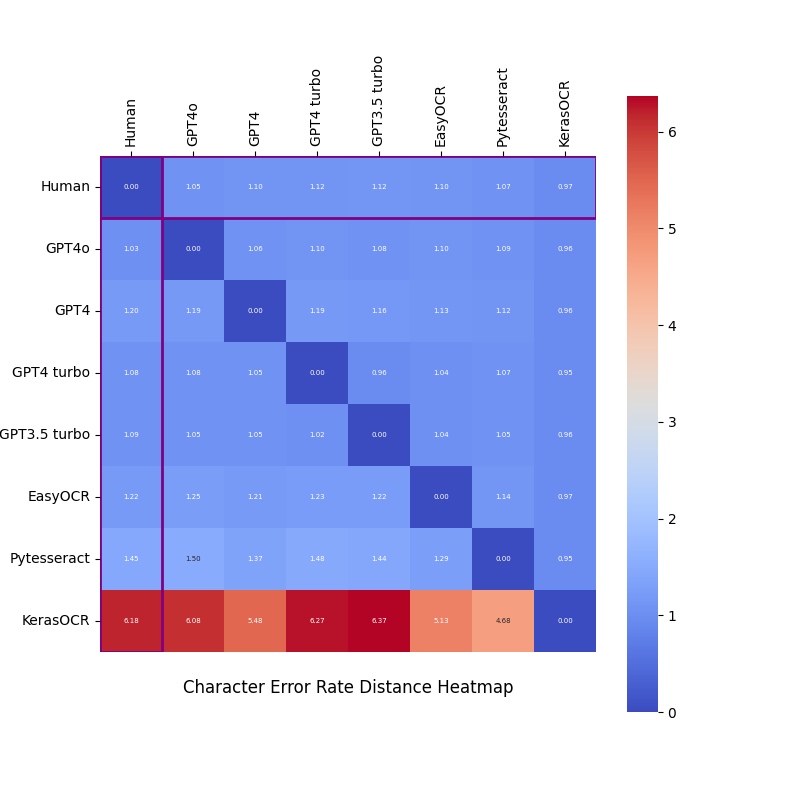 Human GPT4o GPT4 GPT4 turbo GPT3.5 turbo EasyOCR Pytesseract KerasOCR
Human 0.00 1.05 1.10 1.12 1.12 1.10 1.07 0.97
GPT4o 1.03 0.00 1.06 1.10 1.08 1.10 1.09 0.96
GPT4 1.20 1.19 0.00 1.19 1.16 1.13 1.12 0.96
GPT4 turbo 1.08 1.08 1.05 0.00 0.96 1.04 1.07 0.95
GPT3.5 turbo 1.09 1.05 1.05 1.02 0.00 1.04 1.05 0.96
EasyOCR 1.22 1.25 1.21 1.23 1.22 0.00 1.14 0.97
Pytesseract 1.45 1.50 1.37 1.48 1.44 1.29 0.00 0.95
KerasOCR 6.18 6.08 5.48 6.27 6.37 5.13 4.68 0.00
Character Error Rate Distance Heatmap
6
5
4
3
2
1
0